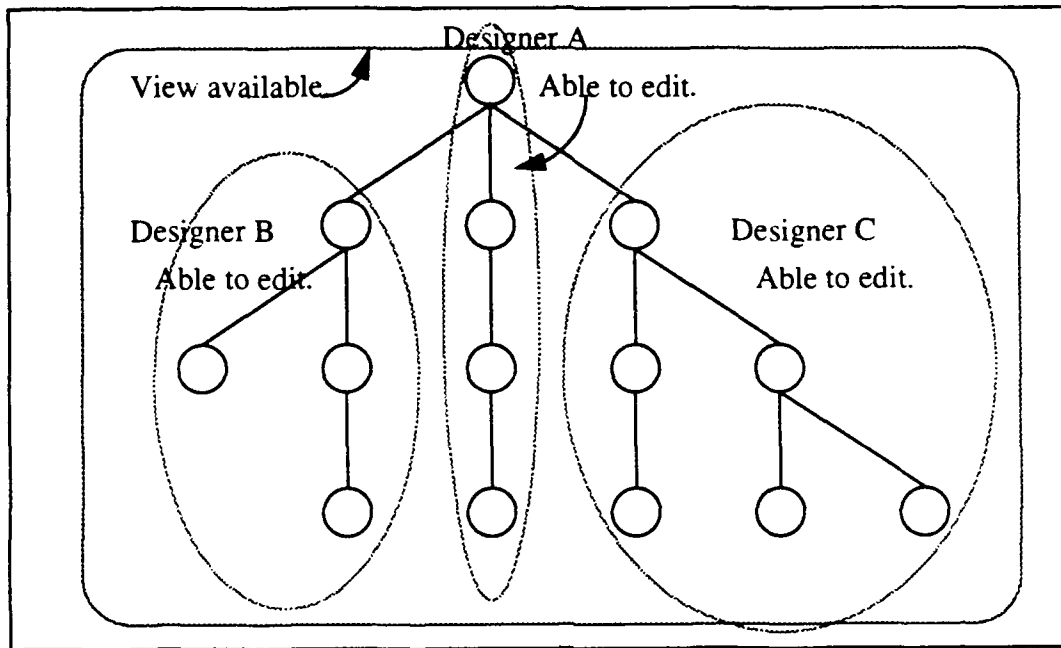 Designer A
View available
Able to edit.
Designer B
Able to edit.
Designer C
Able to edit.